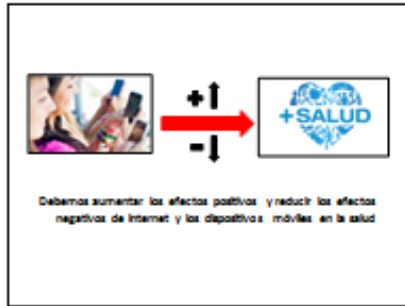 +
+SALUD
-
Debemos aumentar los efectos positivos y reducir los efectos
negativos de Internet y los dispositivos móviles en la salud